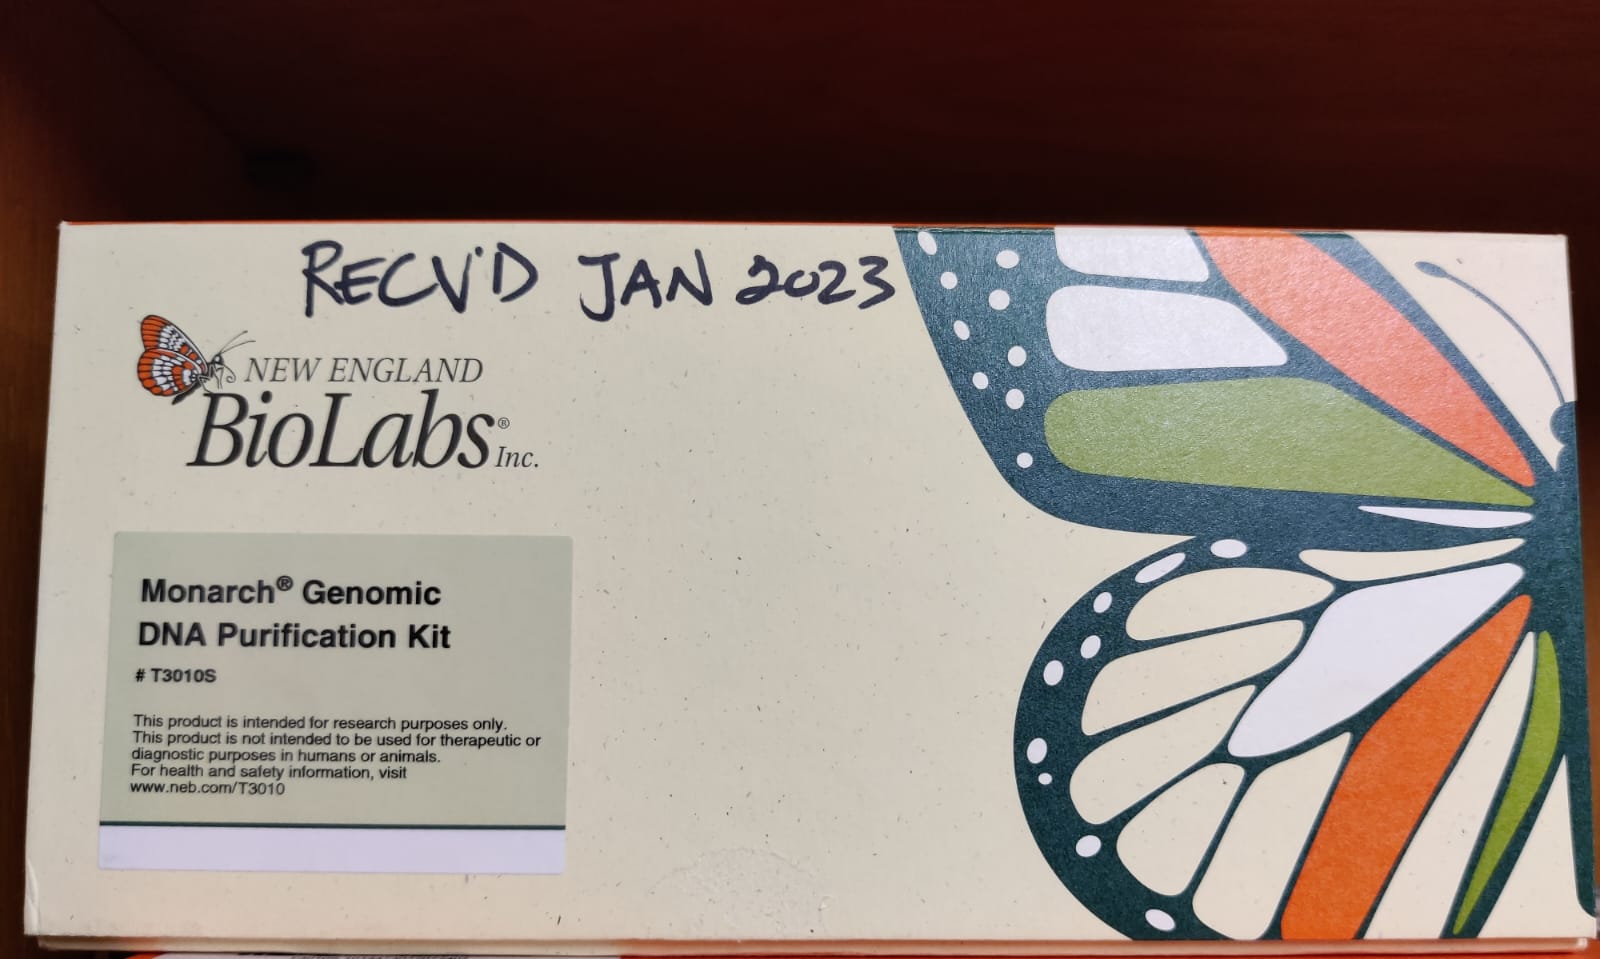 RECV'D JAN 2023
NEW ENGLAND
BioLabs® Inc.
Monarch® Genomic
DNA Purification Kit
# T3010S
This product is intended for research purposes only.
This product is not intended to be used for therapeutic or
diagnostic purposes in humans or animals.
For health and safety information, visit
www.neb.com/T3010